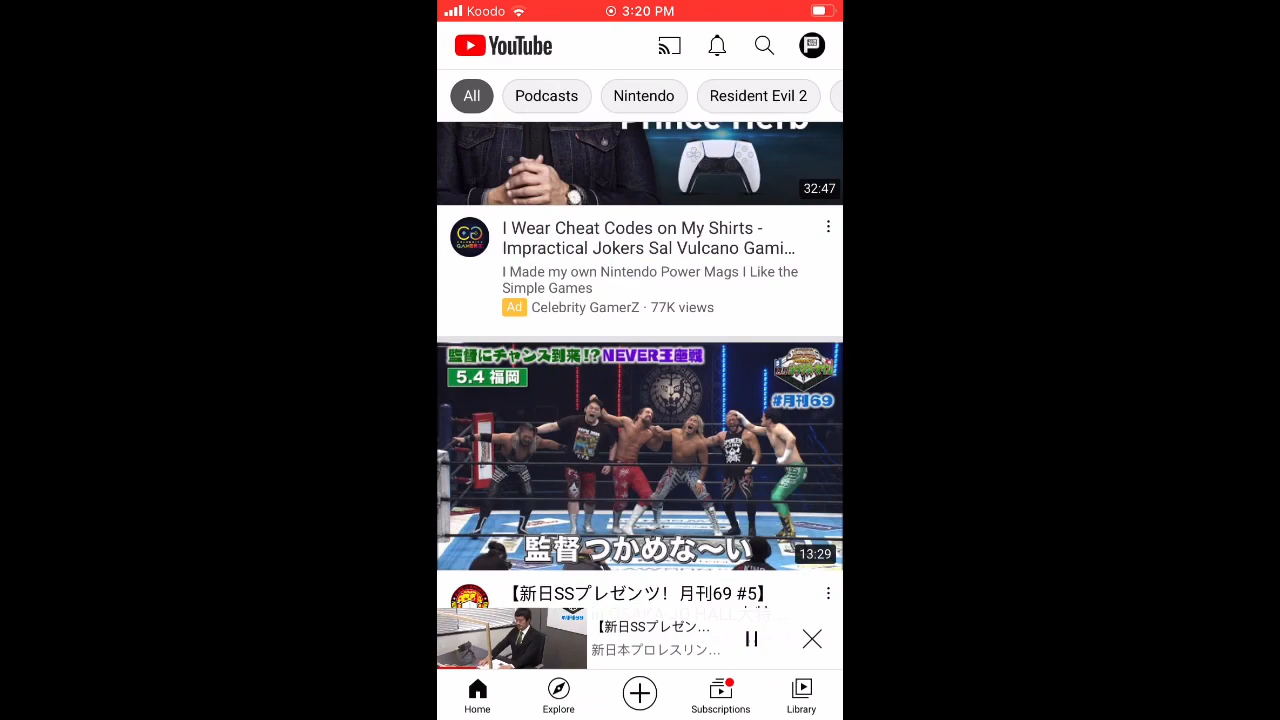 Koodo
3:20 PM
YouTube
All
Podcasts
Nintendo
Resident Evil 2
Prince Herb
32:47
I Wear Cheat Codes on My Shirts -
Impractical Jokers Sal Vulcano Gami...
I Made my own Nintendo Power Mags I Like the
Simple Games
Ad Celebrity GamerZ · 77K views
監督にチャンス到来!?NEVER王座戦
5.4 福岡
#月刊69
監督つかめな〜い
13:29
【新日SSプレゼンツ！月刊69 #5】
【新日SSプレゼン...
新日本プロレスリン...
Home
Explore
Subscriptions
Library